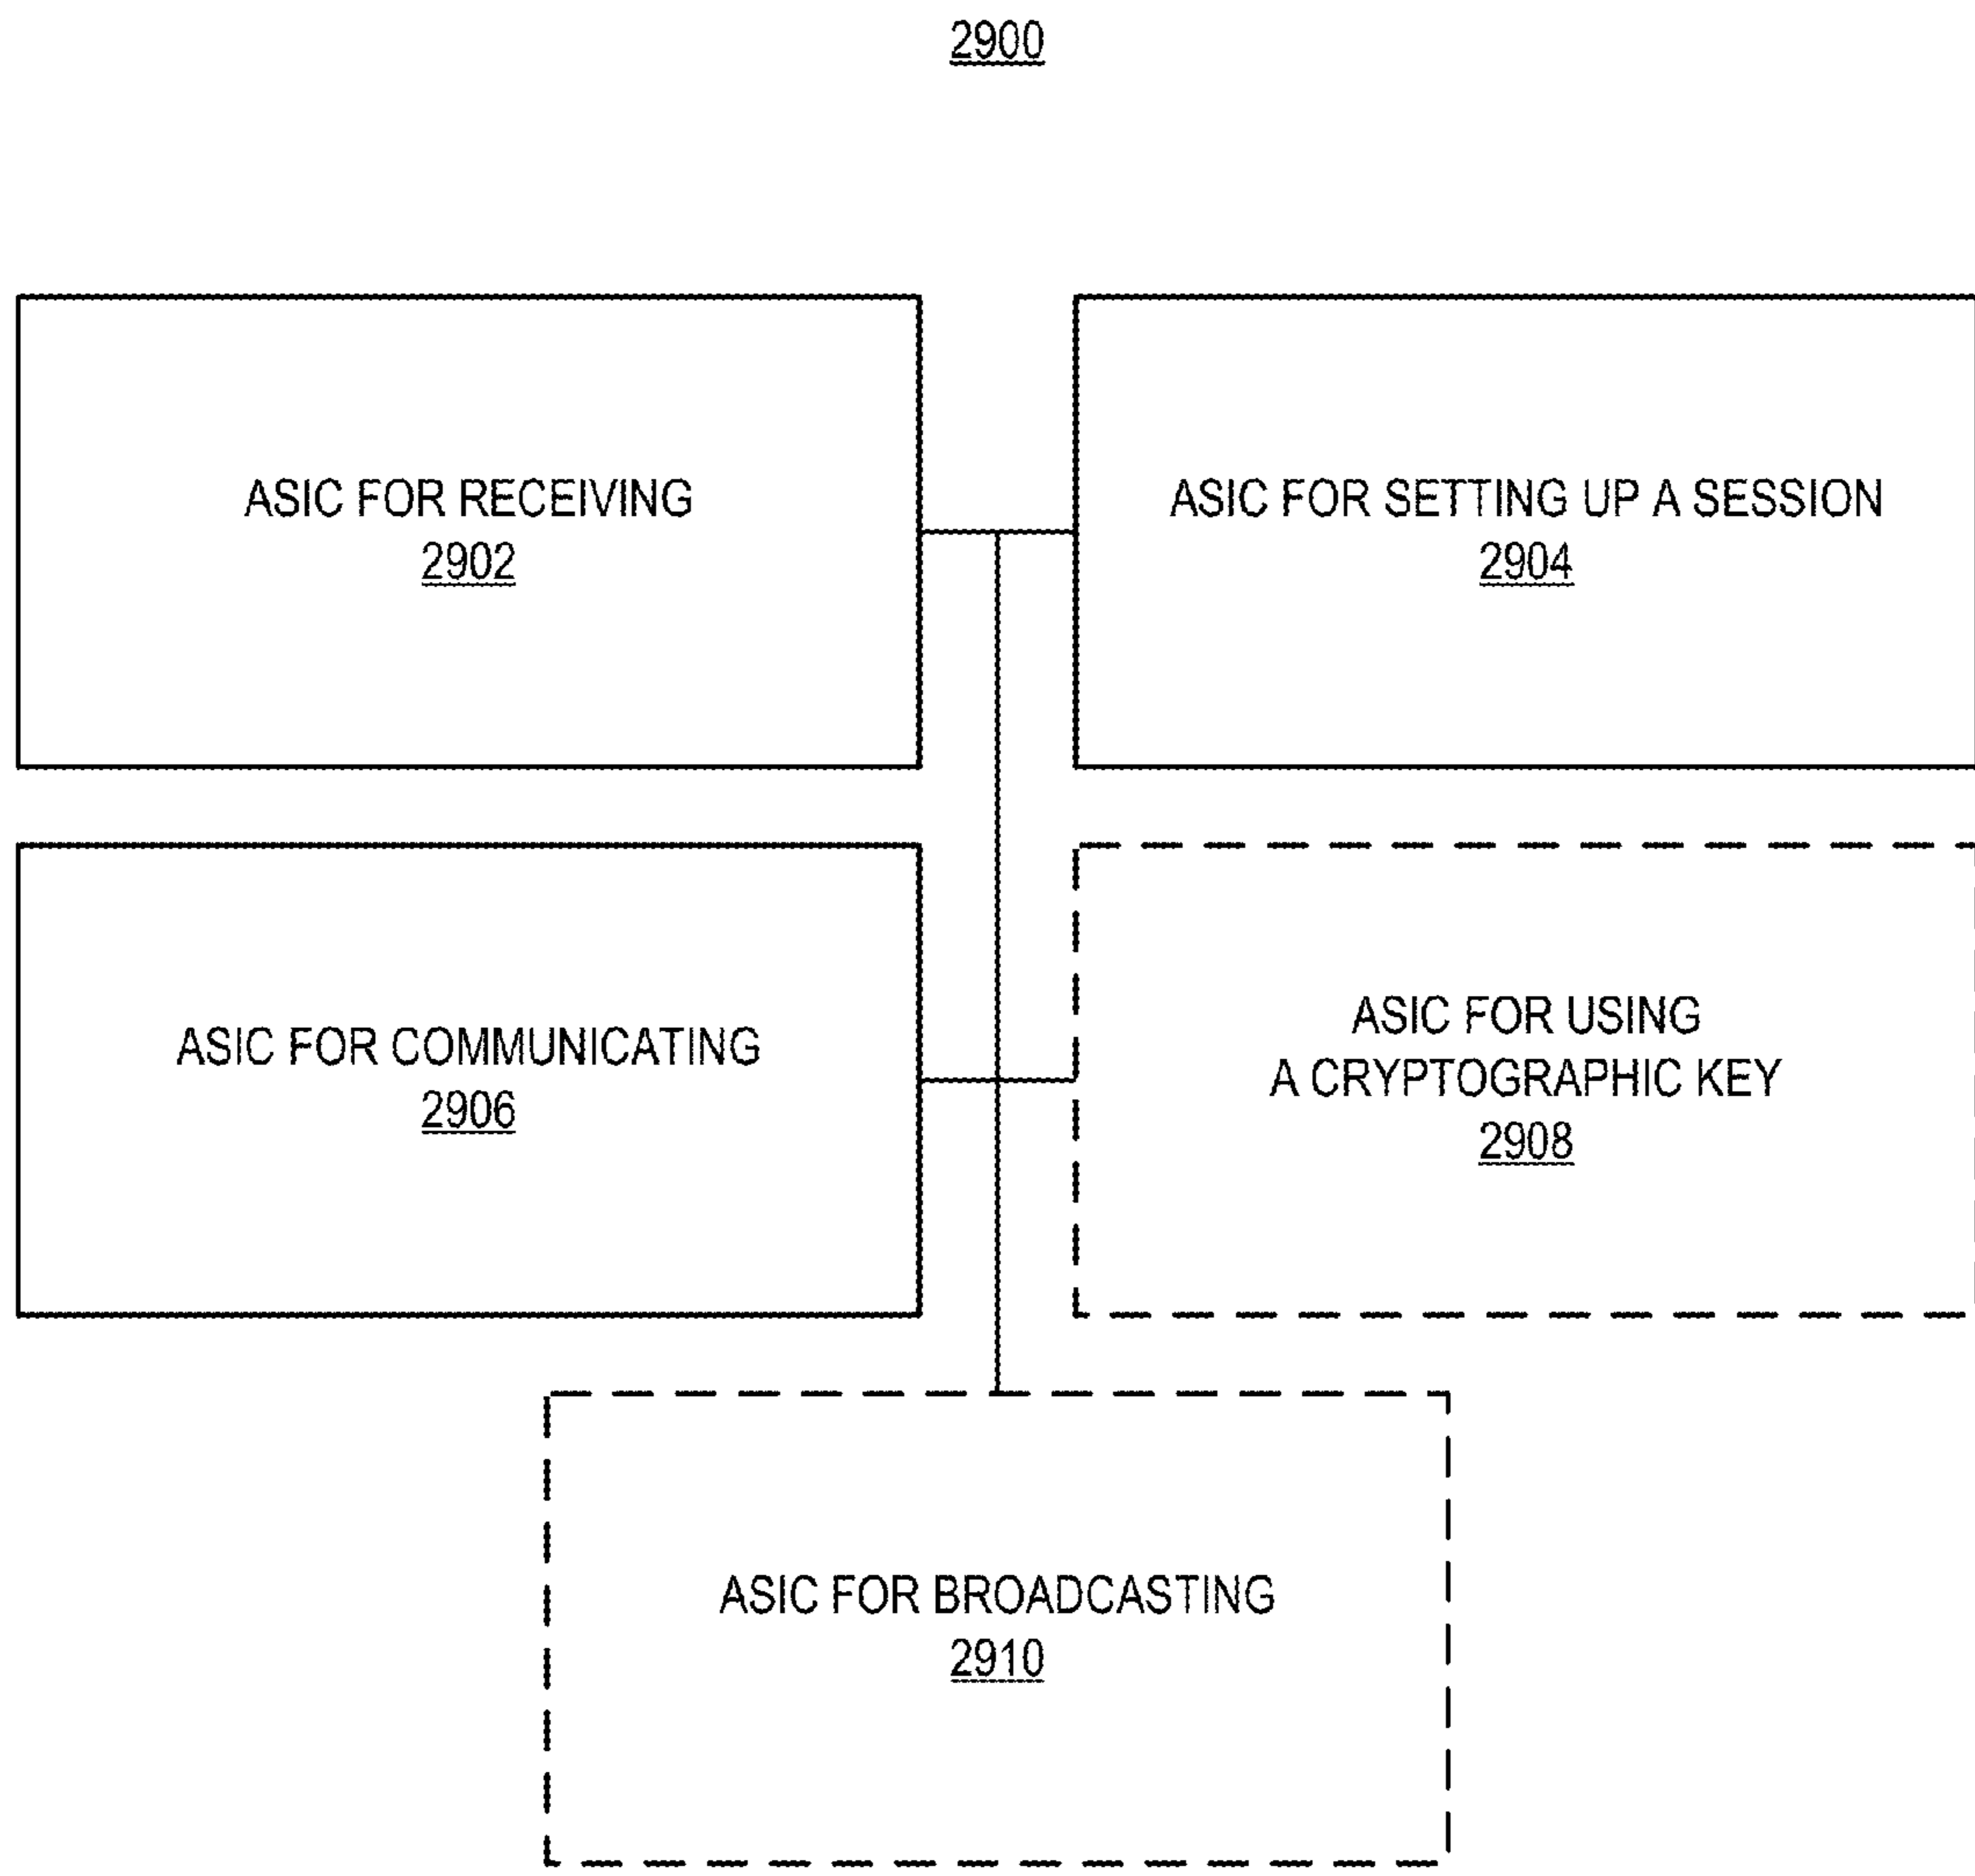 2900
ASIC FOR RECEIVING
2902
ASIC FOR SETTING UP A SESSION
2904
ASIC FOR COMMUNICATING
2906
ASIC FOR USING
A CRYPTOGRAPHIC KEY
2908
ASIC FOR BROADCASTING
2910